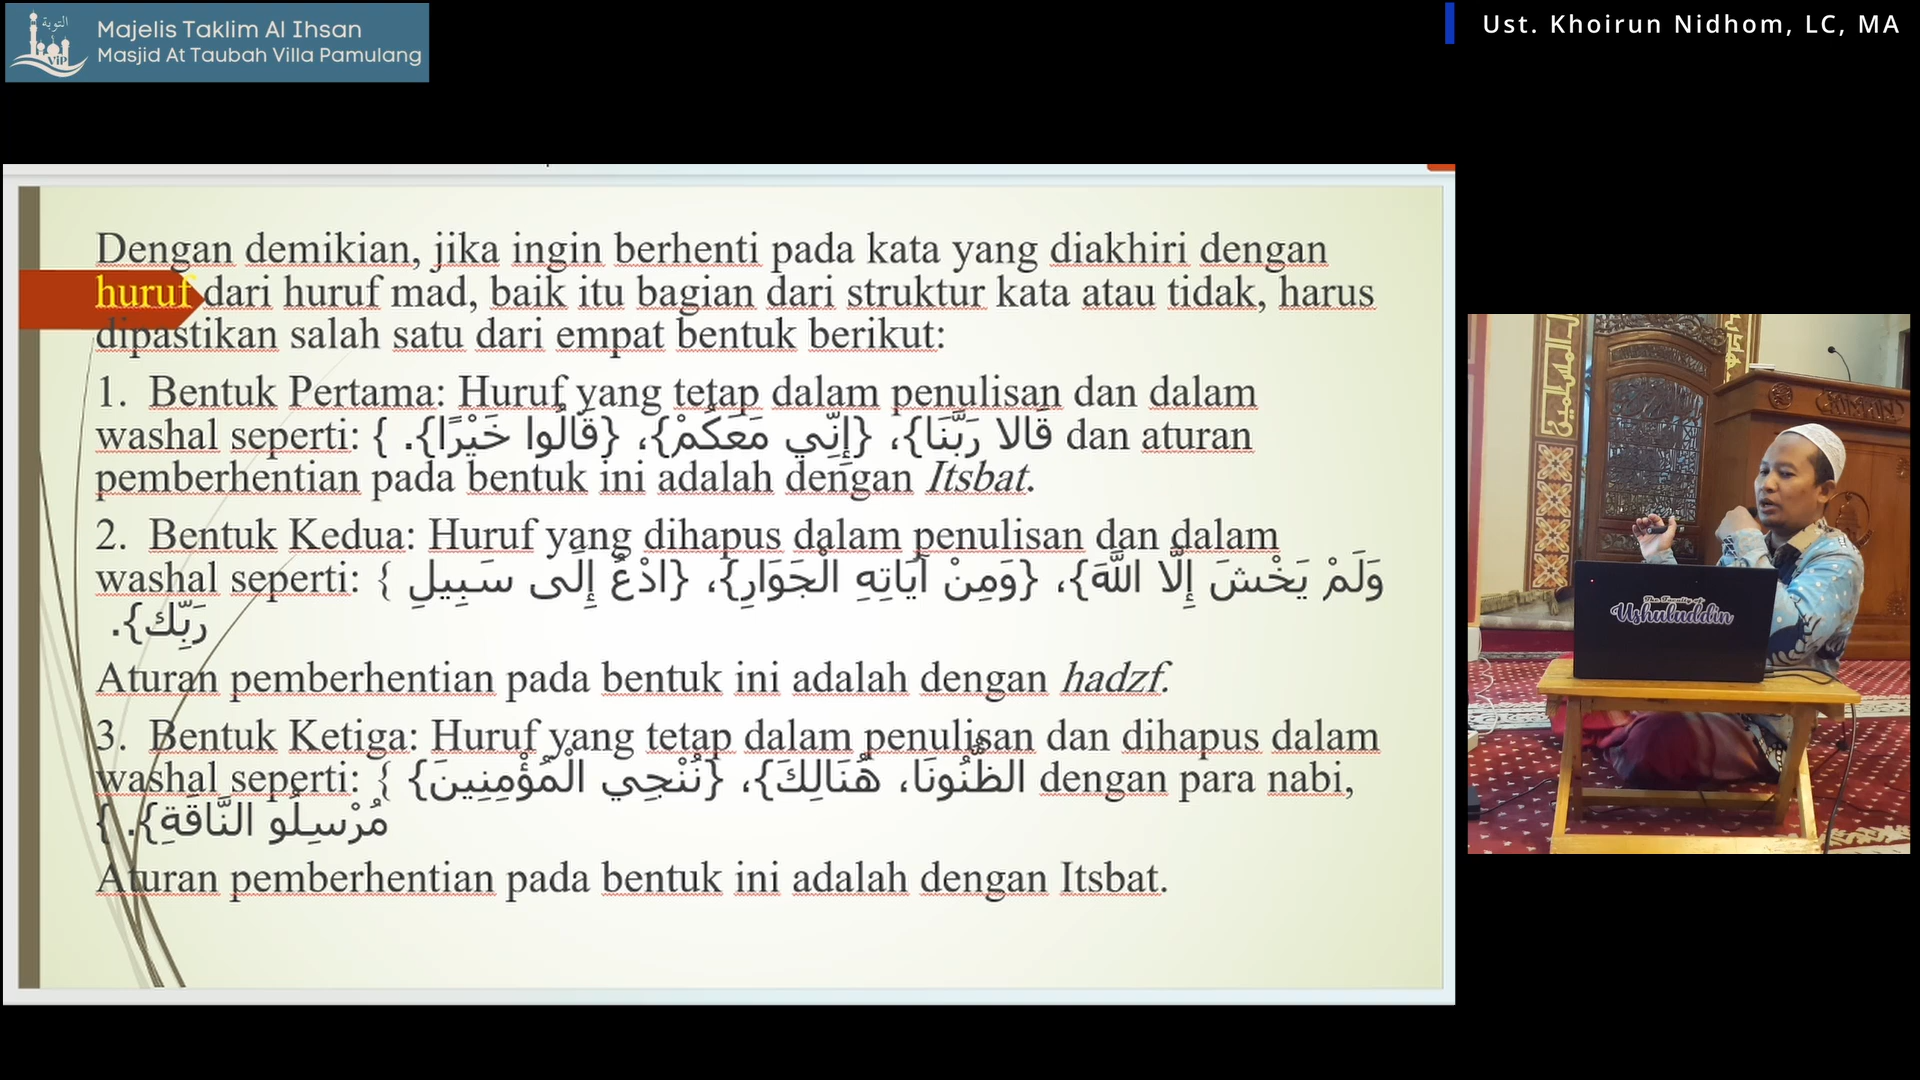 التوبة
ViP
Majelis Taklim Al Ihsan
Masjid At Taubah Villa Pamulang
Ust. Khoirun Nidhom, LC, MA
Dengan demikian, jika ingin berhenti pada kata yang diakhiri dengan
huruf dari huruf mad, baik itu bagian dari struktur kata atau tidak, harus
dipastikan salah satu dari empat bentuk berikut:
1. Bentuk Pertama: Huruf yang tetap dalam penulisan dan dalam
washal seperti: { قَالا رَبَّنَا}، {إِنِّي مَعَكُمْ}، {قَالُوا خَيْرًا}. dan aturan
pemberhentian pada bentuk ini adalah dengan Itsbat.
2. Bentuk Kedua: Huruf yang dihapus dalam penulisan dan dalam
washal seperti: { وَلَمْ يَخْشَ إِلَّا اللَّهَ}، {وَمِنْ آيَاتِهِ الْجَوَارِ}، {ادْعُ إِلَى سَبِيلِ
رَبِّكَ}.
Aturan pemberhentian pada bentuk ini adalah dengan hadzf.
3. Bentuk Ketiga: Huruf yang tetap dalam penulisan dan dihapus dalam
washal seperti: { الظُّنُونَا، هُنَالِكَ}، {نُنْجِي الْمُؤْمِنِينَ} dengan para nabi,
{ مُرْسِلُو النَّاقَةِ}.
Aturan pemberhentian pada bentuk ini adalah dengan Itsbat.
The Faculty of
Ushuluddin